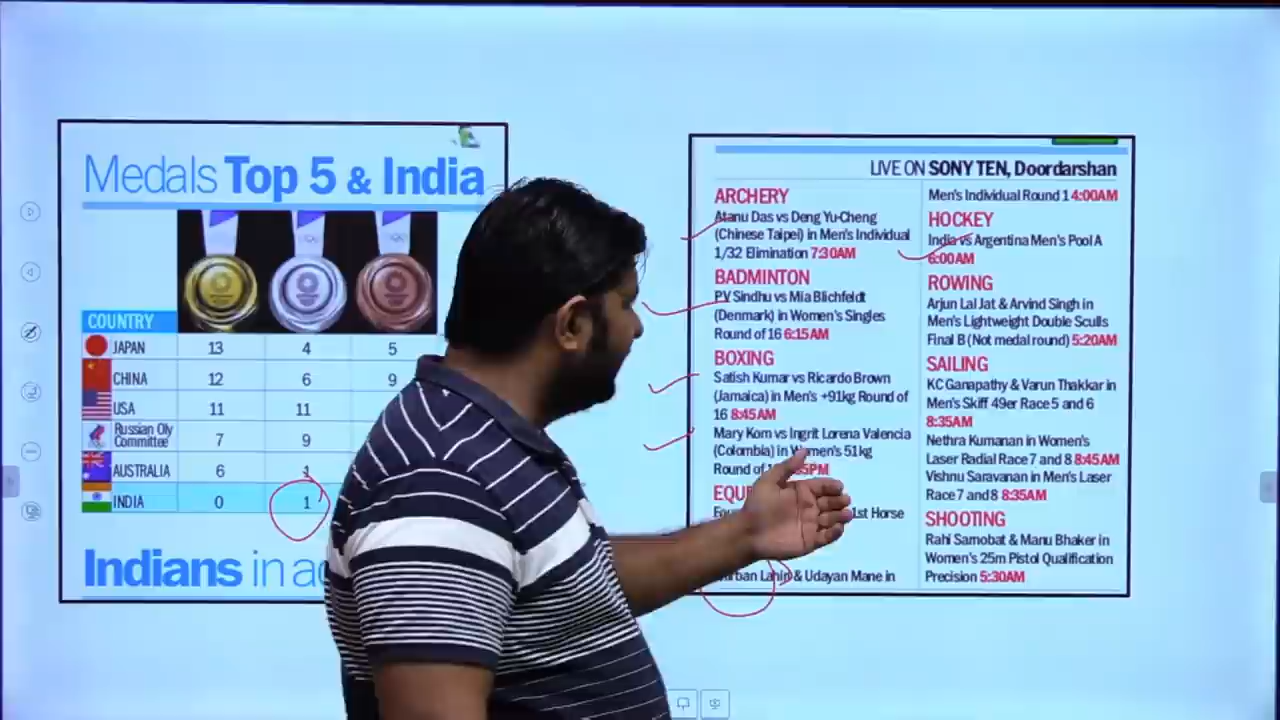 Medals Top 5 & India
COUNTRY
JAPAN 13 4 5
CHINA 12 6 9
USA 11 11
Russian Oly
Committee 7 9
AUSTRALIA 6 1
INDIA 0 1
Indians in ac
LIVE ON SONY TEN, Doordarshan
ARCHERY
Atanu Das vs Deng Yu-Cheng
(Chinese Taipei) in Men's Individual
1/32 Elimination 7:30AM
BADMINTON
PV Sindhu vs Mia Blichfeldt
(Denmark) in Women's Singles
Round of 16 6:15AM
BOXING
Satish Kumar vs Ricardo Brown
(Jamaica) in Men's +91kg Round of
16 8:45AM
Mary Kom vs Ingrit Lorena Valencia
(Colombia) in Women's 51kg
Round of
EQU
1st Horse
Lahiri & Udayan Mane in
Men's Individual Round 1 4:00AM
HOCKEY
India vs Argentina Men's Pool A
6:00AM
ROWING
Arjun Lal Jat & Arvind Singh in
Men's Lightweight Double Sculls
Final B (Not medal round) 5:20AM
SAILING
KC Ganapathy & Varun Thakkar in
Men's Skiff 49er Race 5 and 6
8:35AM
Nethra Kumanan in Women's
Laser Radial Race 7 and 8 8:45AM
Vishnu Saravanan in Men's Laser
Race 7 and 8 8:35AM
SHOOTING
Rahi Sarnobat & Manu Bhaker in
Women's 25m Pistol Qualification
Precision 5:30AM